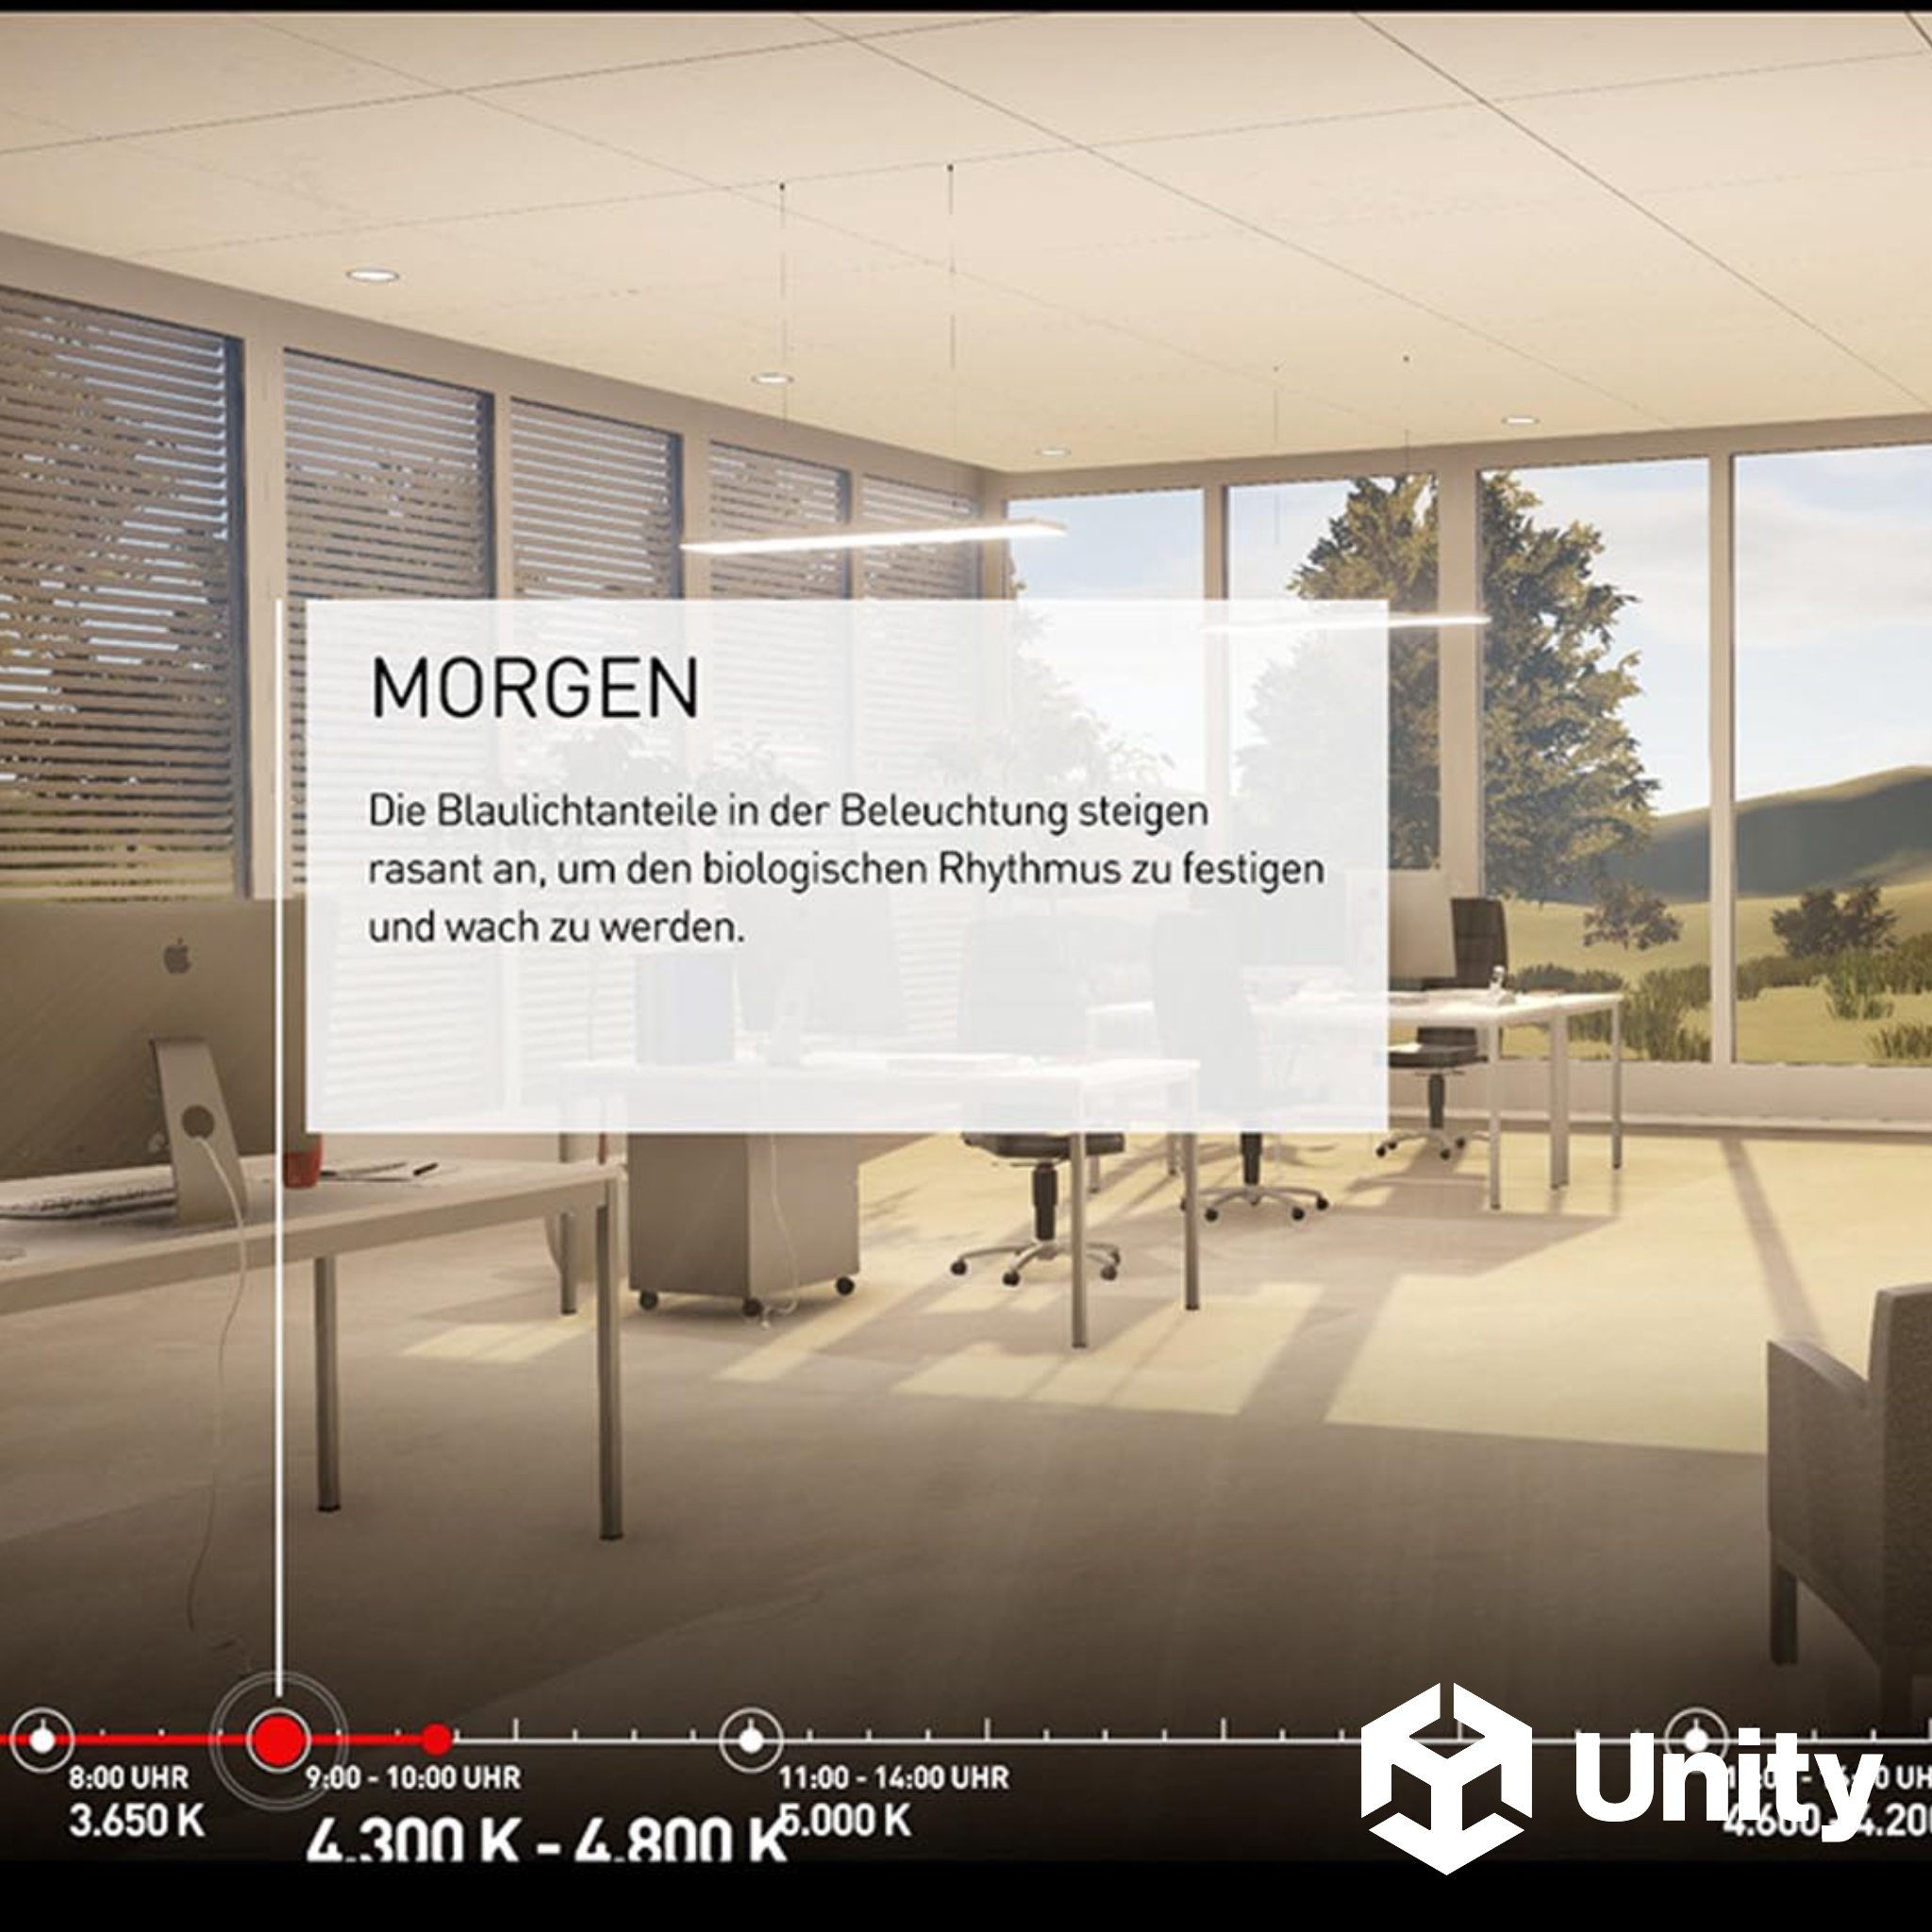 MORGEN
Die Blaulichtanteile in der Beleuchtung steigen
rasant an, um den biologischen Rhythmus zu festigen
und wach zu werden.
8:00 UHR
3.650 K
9:00 - 10:00 UHR
4.300 K - 4.800 K
11:00 - 14:00 UHR
5.000 K
Unity